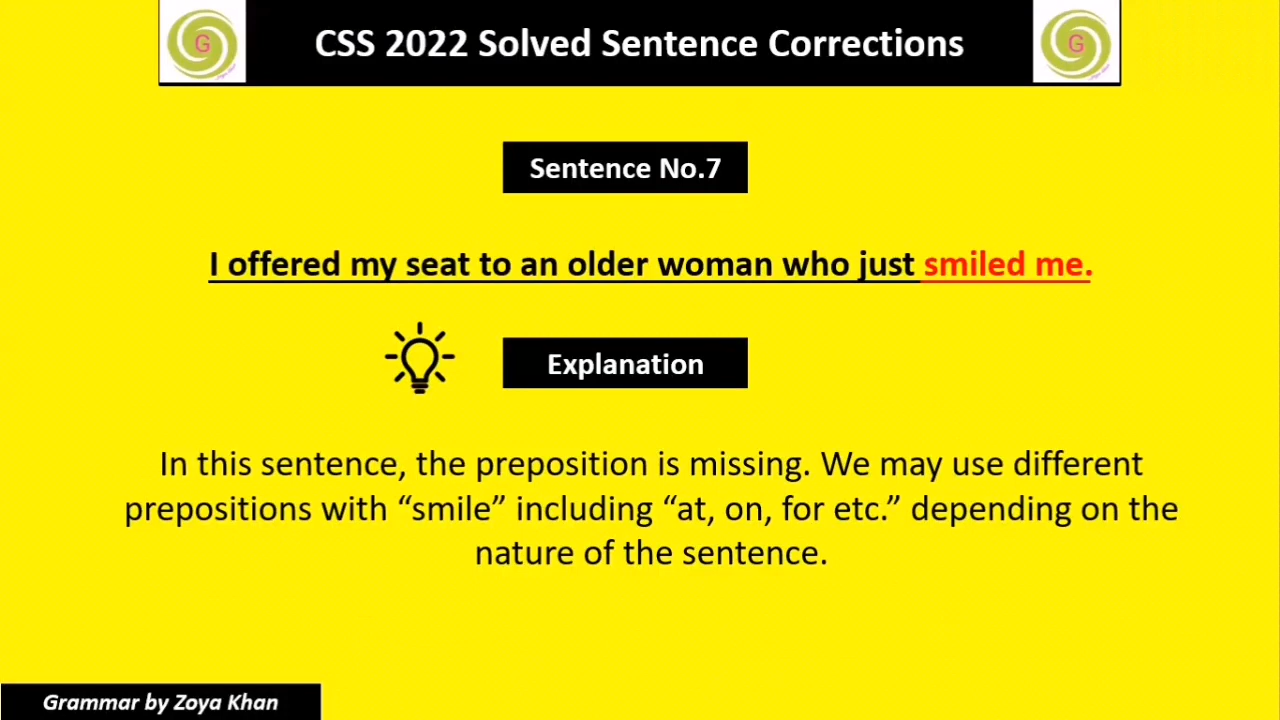 G
CSS 2022 Solved Sentence Corrections
G
Sentence No.7
I offered my seat to an older woman who just smiled me.
Explanation
In this sentence, the preposition is missing. We may use different
prepositions with “smile” including “at, on, for etc.” depending on the
nature of the sentence.
Grammar by Zoya Khan